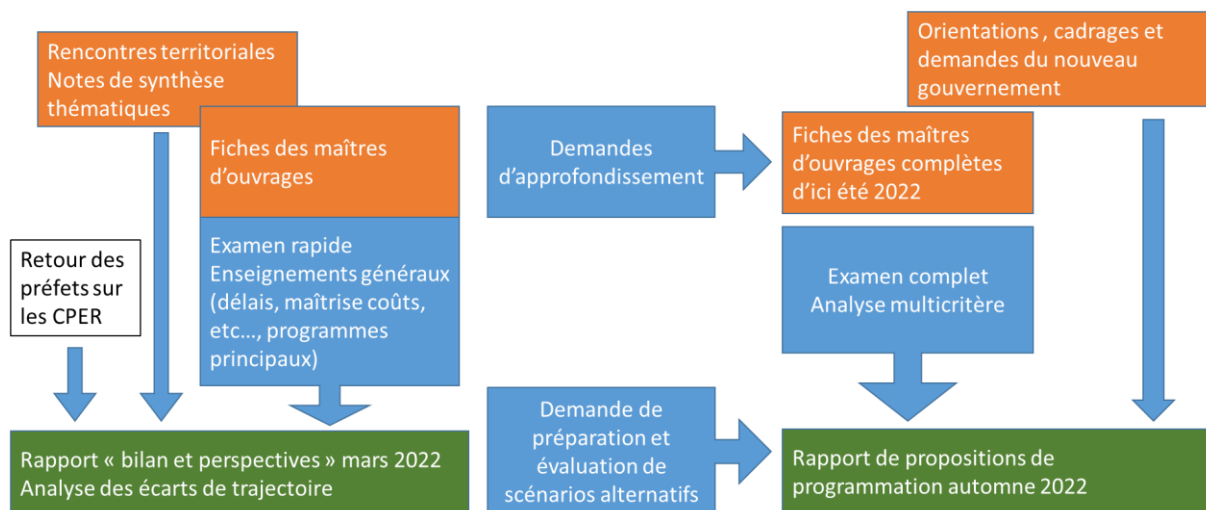 Rencontres territoriales
Notes de synthèse
thématiques
Fiches des maîtres
d’ouvrages
Retour des
préfets sur
les CPER
Examen rapide
Enseignements généraux
(délais, maîtrise coûts,
etc…, programmes
principaux)
Rapport « bilan et perspectives » mars 2022
Analyse des écarts de trajectoire
Demandes
d’approfondissement
Demande de
préparation et
évaluation de
scénarios alternatifs
Orientations , cadrages et
demandes du nouveau
gouvernement
Fiches des maîtres
d’ouvrages complètes
d’ici été 2022
Examen complet
Analyse multicritère
Rapport de propositions de
programmation automne 2022